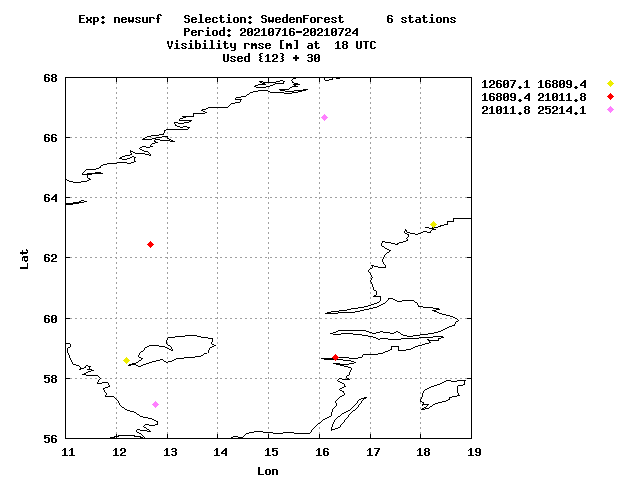 Exp: newsurf Selection: SwedenForest 6 stations
Period: 20210716-20210724
Visibility rmse [m] at 18 UTC
Used {12} + 30
12607.1 16809.4
16809.4 21011.8
21011.8 25214.1
68
66
64
62
60
58
56
Lat
11 12 13 14 15 16 17 18 19
Lon